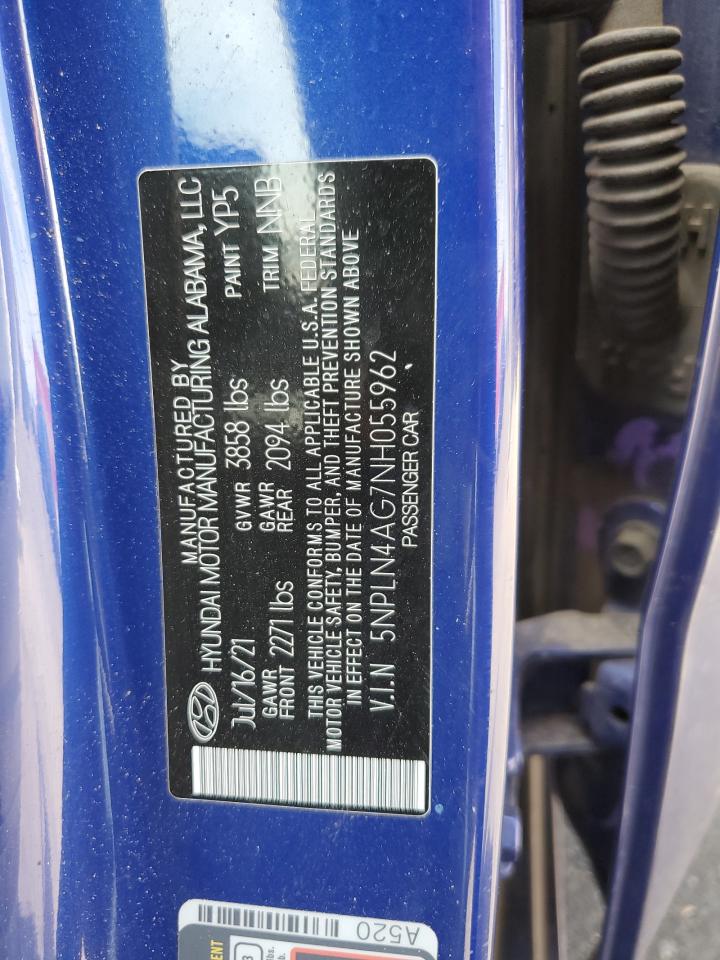 MANUFACTURED BY
HYUNDAI MOTOR MANUFACTURING ALABAMA, LLC
Jul/16/21 GVWR 3858 lbs PAINT YP5
GAWR FRONT 2271 lbs GAWR REAR 2094 lbs TRIM NNB
THIS VEHICLE CONFORMS TO ALL APPLICABLE U.S.A. FEDERAL
MOTOR VEHICLE SAFETY, BUMPER, AND THEFT PREVENTION STANDARDS
IN EFFECT ON THE DATE OF MANUFACTURE SHOWN ABOVE
V.I.N 5NPLN4AG7NH055962
PASSENGER CAR
A520